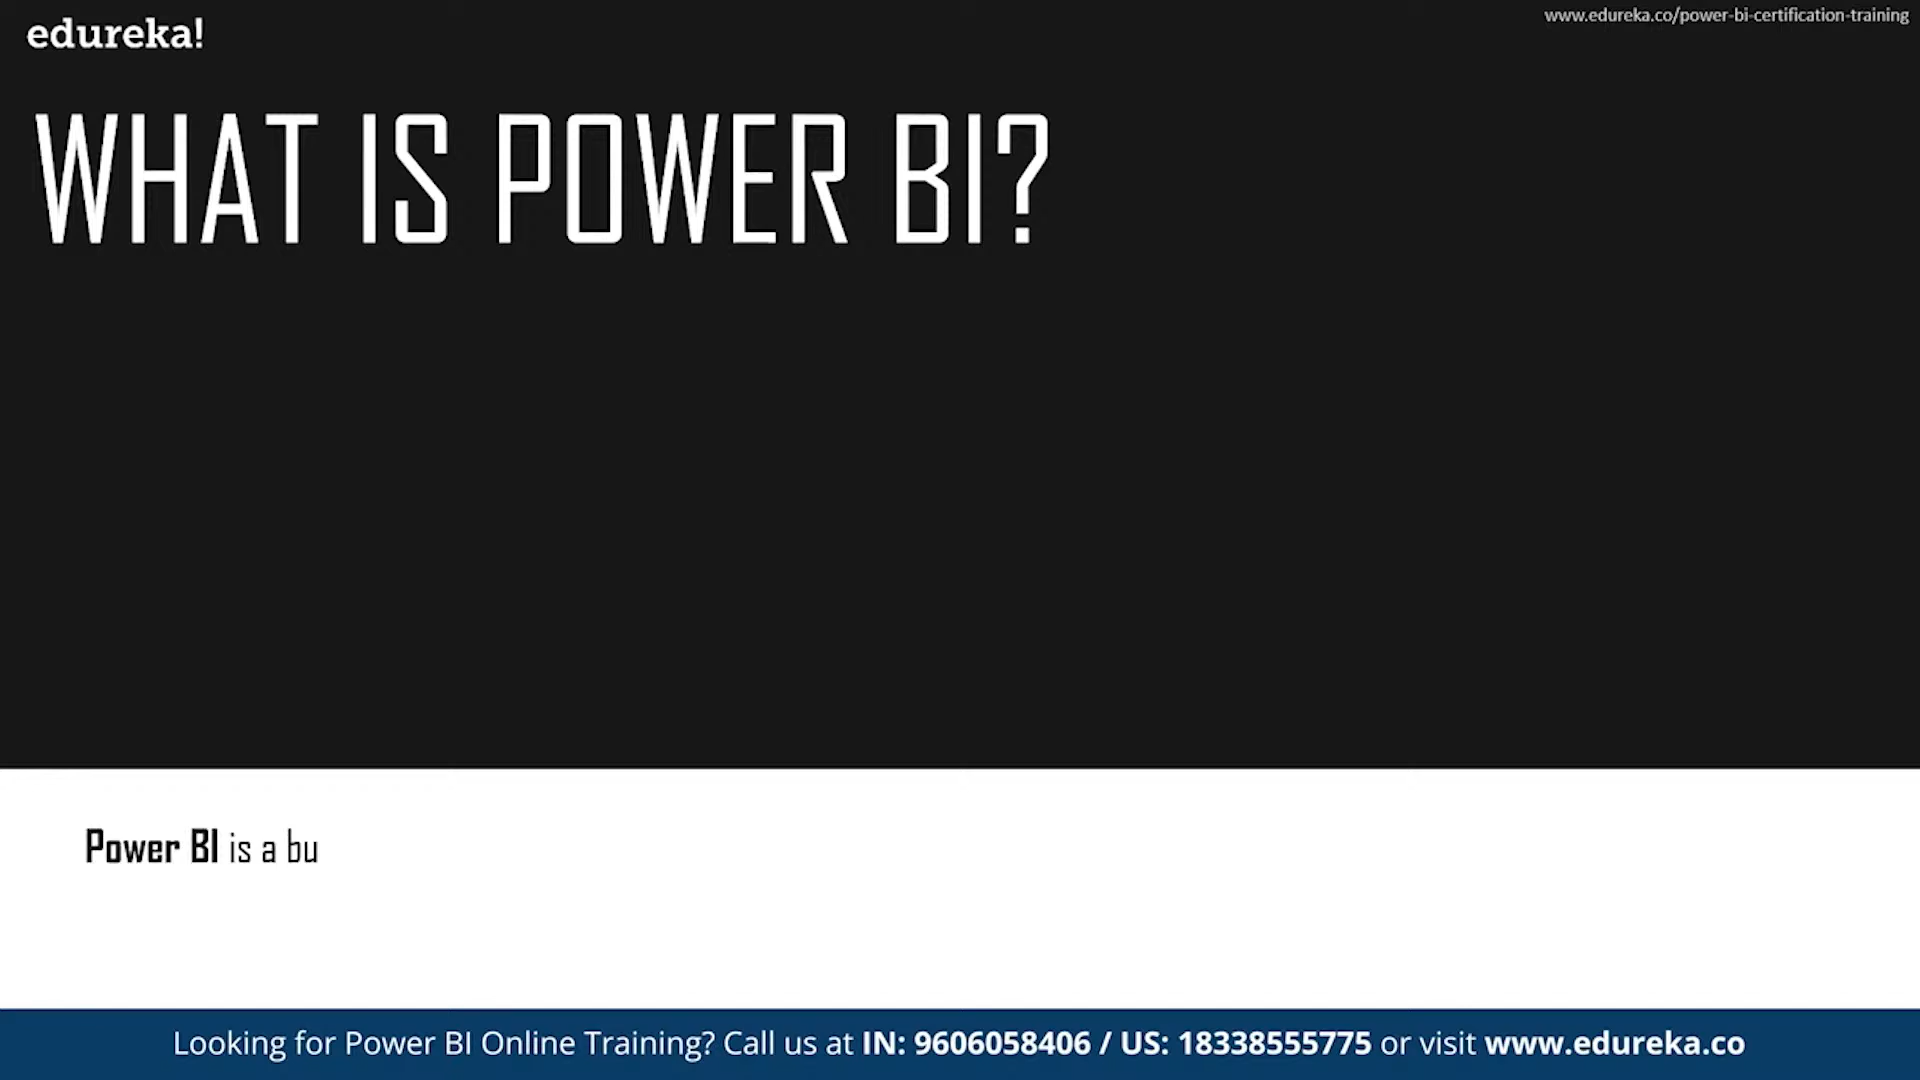 edureka!
www.edureka.co/power-bi-certification-training
WHAT IS POWER BI?
Power BI is a bu
Looking for Power BI Online Training? Call us at IN: 9606058406 / US: 18338555775 or visit www.edureka.co